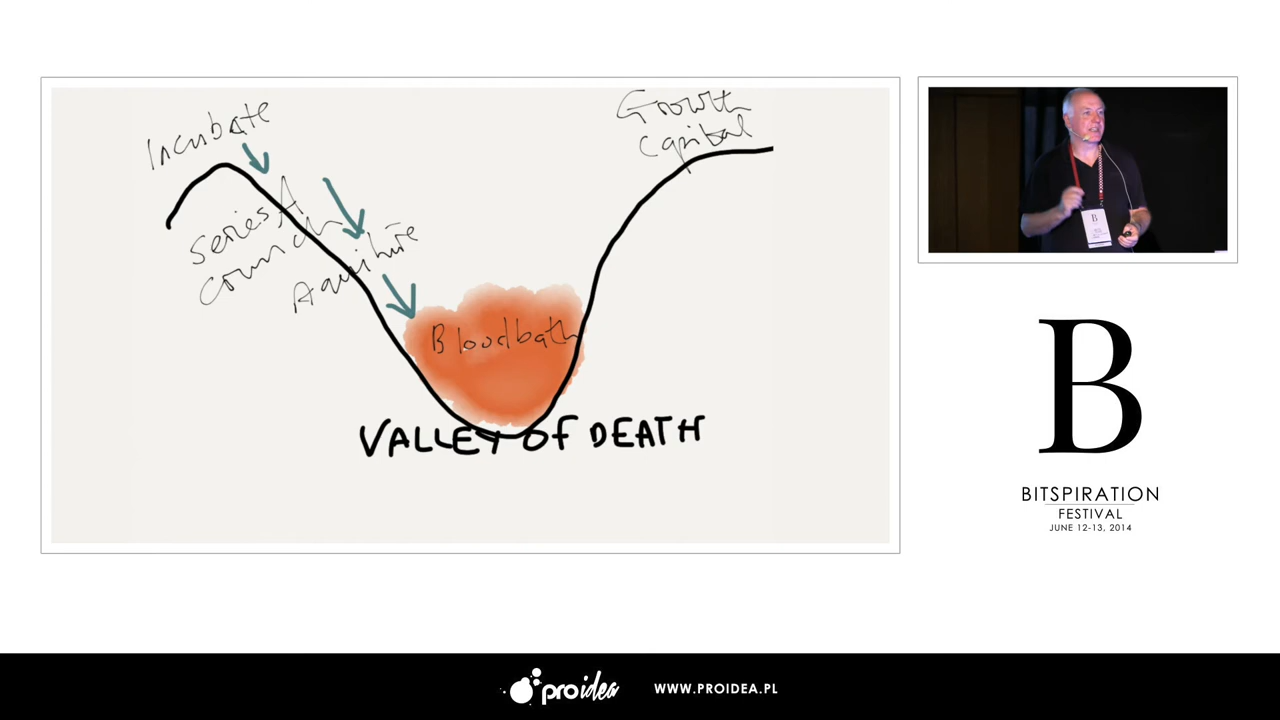 Incubate
Series A
crunch
Aquihire
Growth
capital
Bloodbath
VALLEY OF DEATH
B
B
BITSPIRATION
FESTIVAL
JUNE 12-13, 2014
proidea
WWW.PROIDEA.PL